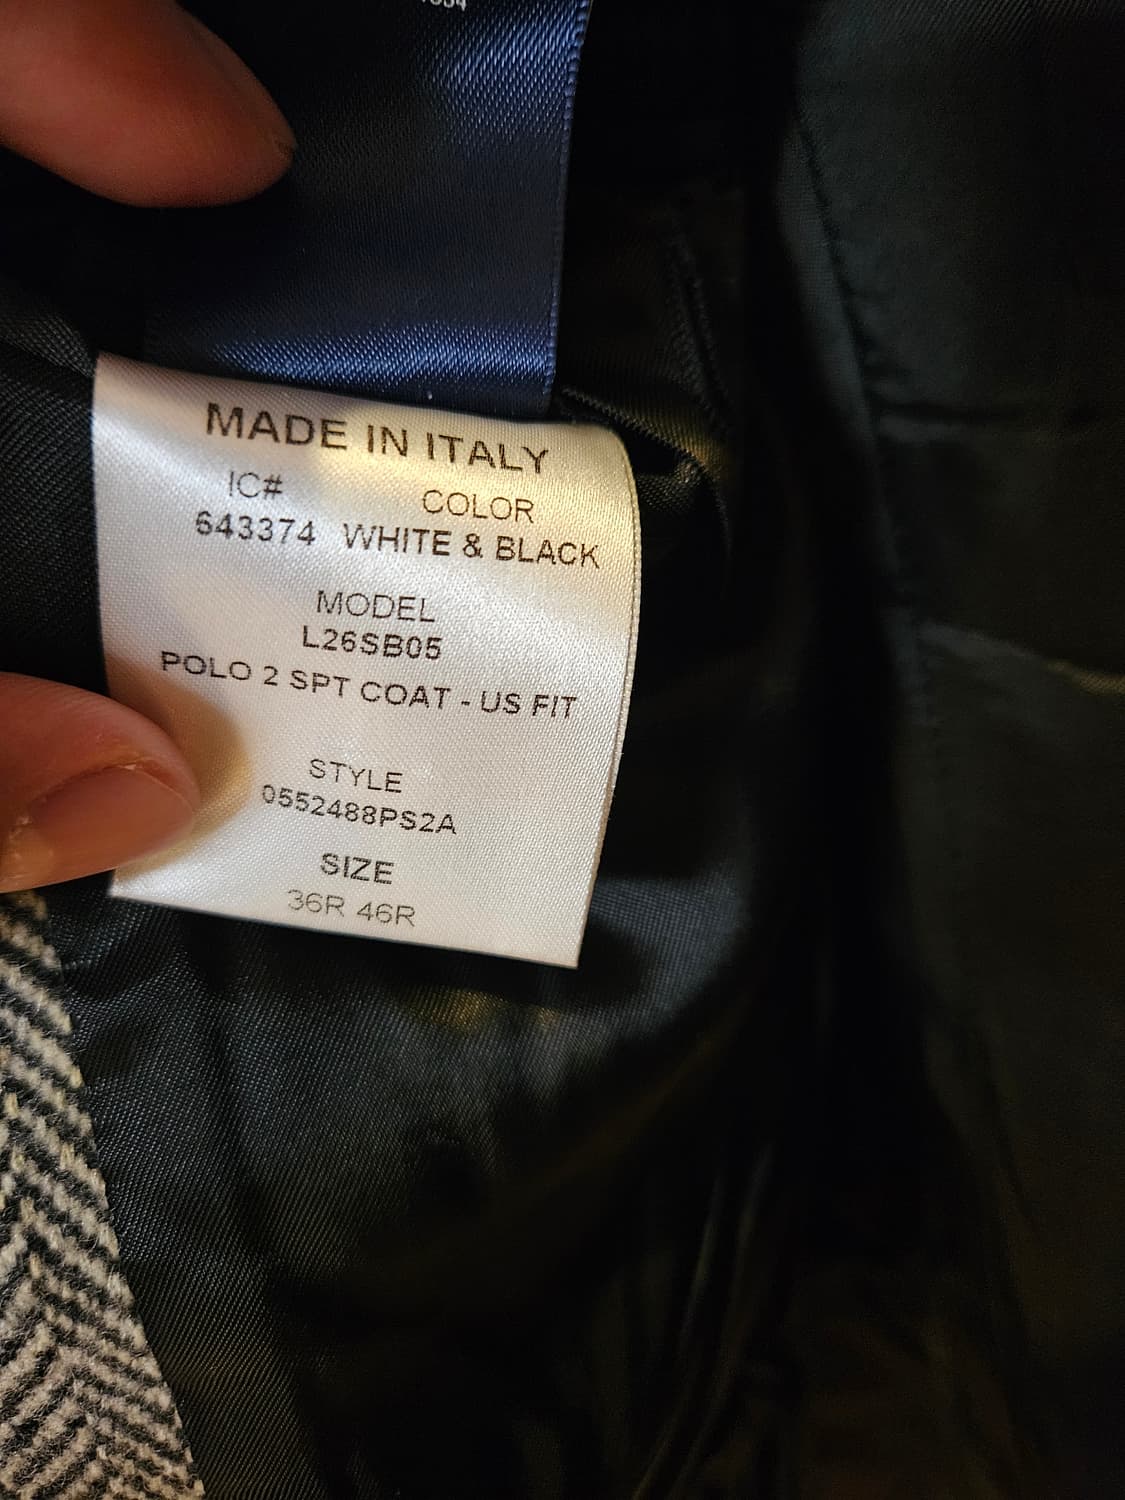 MADE IN ITALY
IC# COLOR
643374 WHITE & BLACK
MODEL
L26SB05
POLO 2 SPT COAT - US FIT
STYLE
0552488PS2A
SIZE
36R 46R